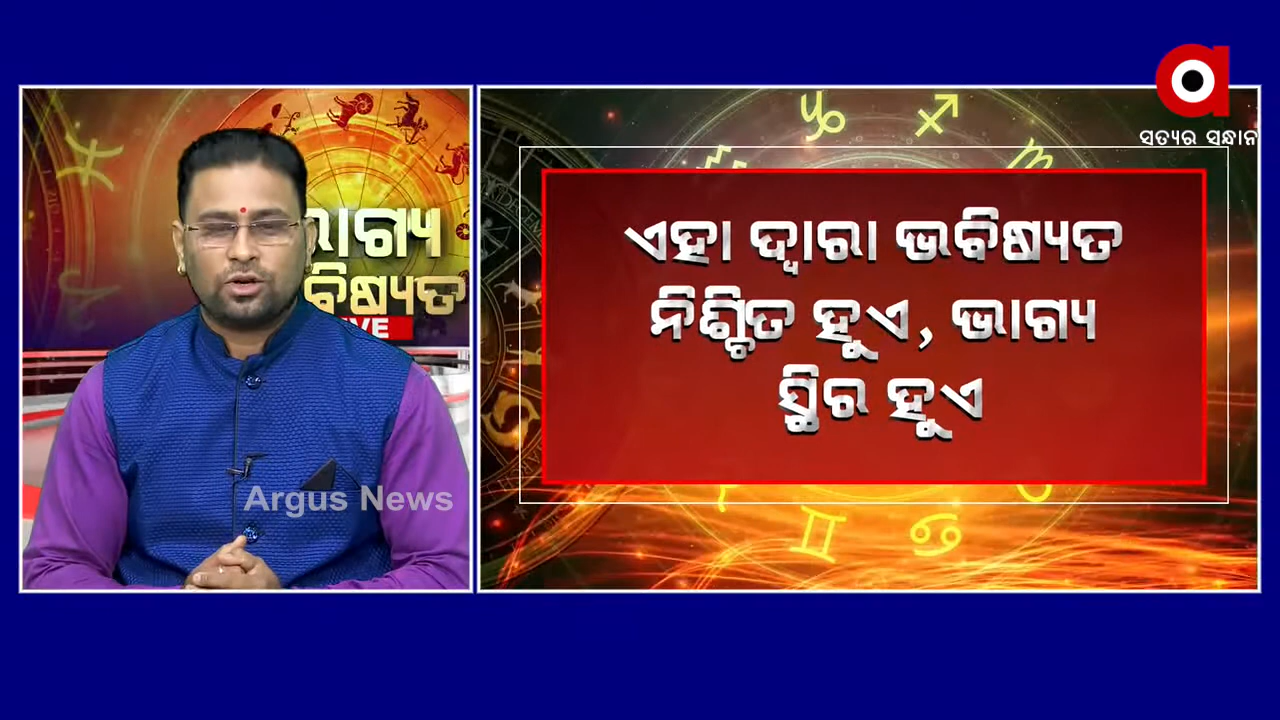 ସତ୍ୟର ସନ୍ଧାନ
ଭାଗ୍ୟ
ଏହା ଦ୍ୱାରା ଭବିଷ୍ୟତ
ନିଶ୍ଚିତ ହୁଏ, ଭାଗ୍ୟ
ସ୍ଥିର ହୁଏ
Argus News